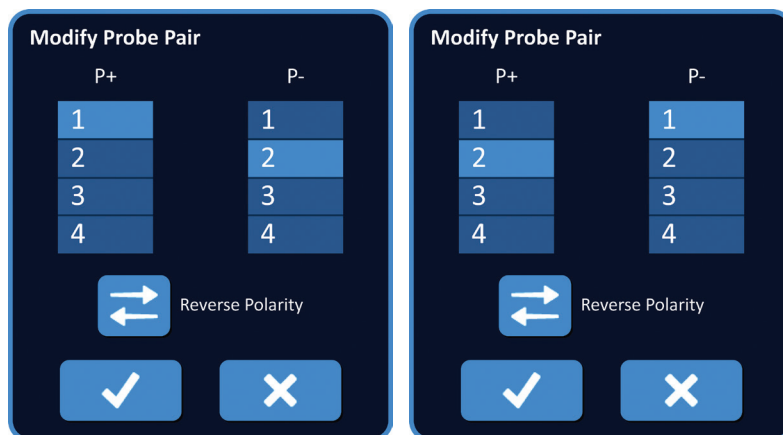 Modify Probe Pair
P+ P-
1 1
2 2
3 3
4 4
Reverse Polarity
Modify Probe Pair
P+ P-
1 1
2 2
3 3
4 4
Reverse Polarity